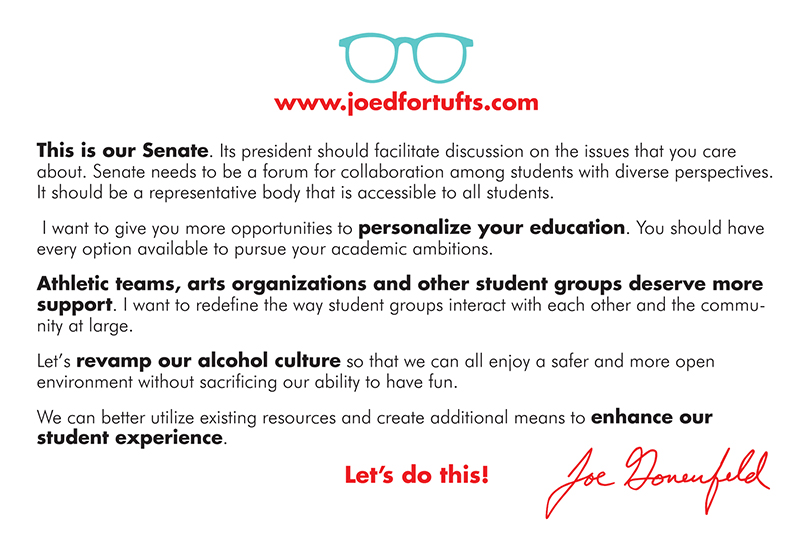 www.joedfortufts.com
This is our Senate. Its president should facilitate discussion on the issues that you care
about. Senate needs to be a forum for collaboration among students with diverse perspectives.
It should be a representative body that is accessible to all students.
I want to give you more opportunities to personalize your education. You should have
every option available to pursue your academic ambitions.
Athletic teams, arts organizations and other student groups deserve more
support. I want to redefine the way student groups interact with each other and the commu-
nity at large.
Let's revamp our alcohol culture so that we can all enjoy a safer and more open
environment without sacrificing our ability to have fun.
We can better utilize existing resources and create additional means to enhance our
student experience.
Let's do this!
Joe Donenfeld